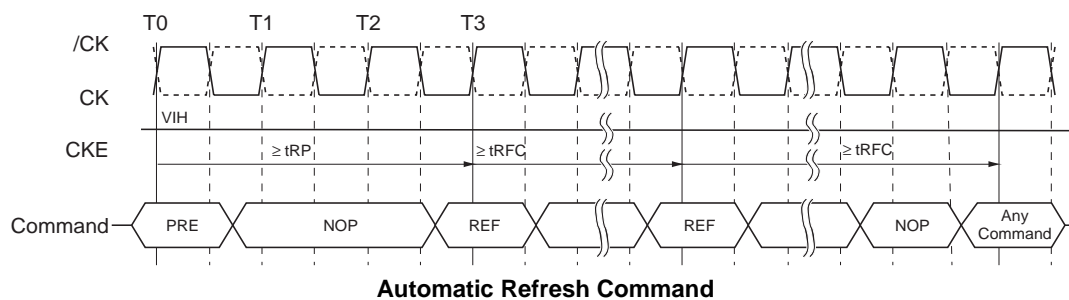 T0 T1 T2 T3
/CK
CK
VIH
CKE
≥ tRP ≥ tRFC ≥ tRFC
Command PRE NOP REF REF NOP Any Command
Automatic Refresh Command